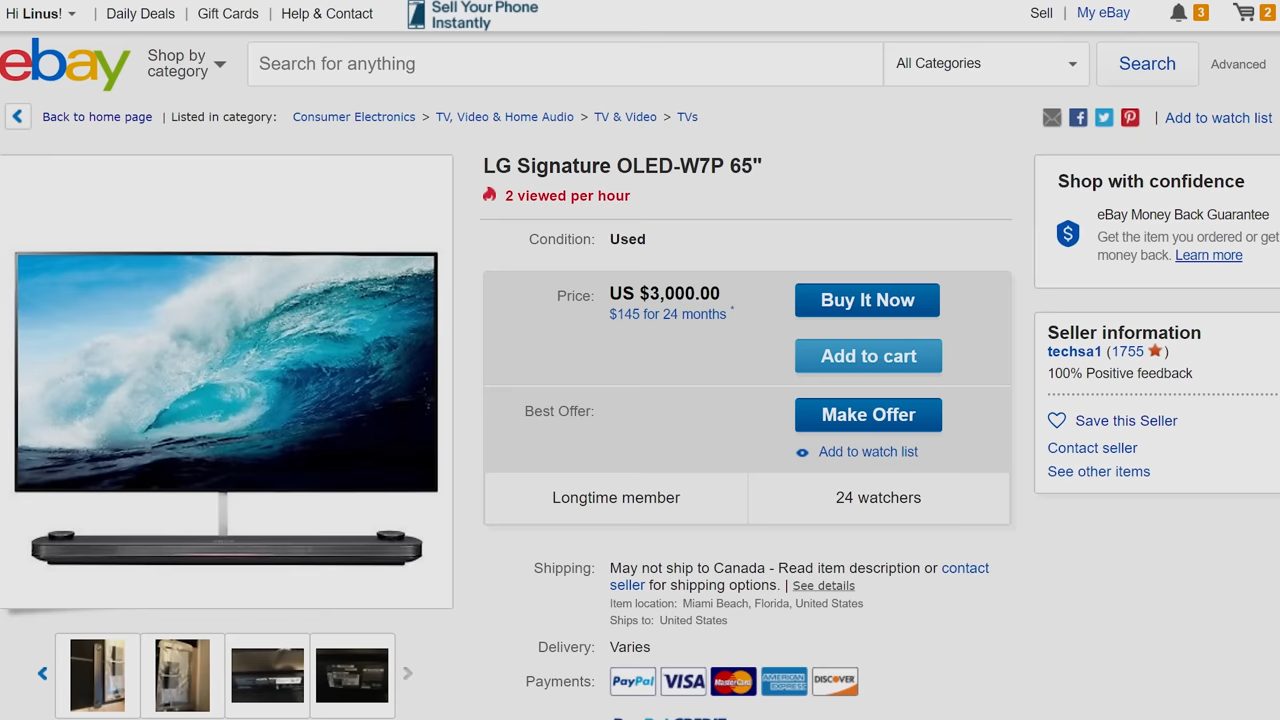 Hi Linus!
Daily Deals
Gift Cards
Help & Contact
Sell Your Phone
Instantly
Sell
My eBay
3
2
ebay
Shop by
category
Search for anything
All Categories
Search
Advanced
Back to home page | Listed in category: Consumer Electronics > TV, Video & Home Audio > TV & Video > TVs
| Add to watch list
LG Signature OLED-W7P 65"
2 viewed per hour
Condition: Used
Price: US $3,000.00
$145 for 24 months *
Buy It Now
Add to cart
Best Offer:
Make Offer
Add to watch list
Longtime member
24 watchers
Shipping: May not ship to Canada - Read item description or contact
seller for shipping options. | See details
Item location: Miami Beach, Florida, United States
Ships to: United States
Delivery: Varies
Payments: PayPal VISA MasterCard AMERICAN EXPRESS DISCOVER
Shop with confidence
eBay Money Back Guarantee
Get the item you ordered or get
money back. Learn more
Seller information
techsa1 (1755 )
100% Positive feedback
Save this Seller
Contact seller
See other items